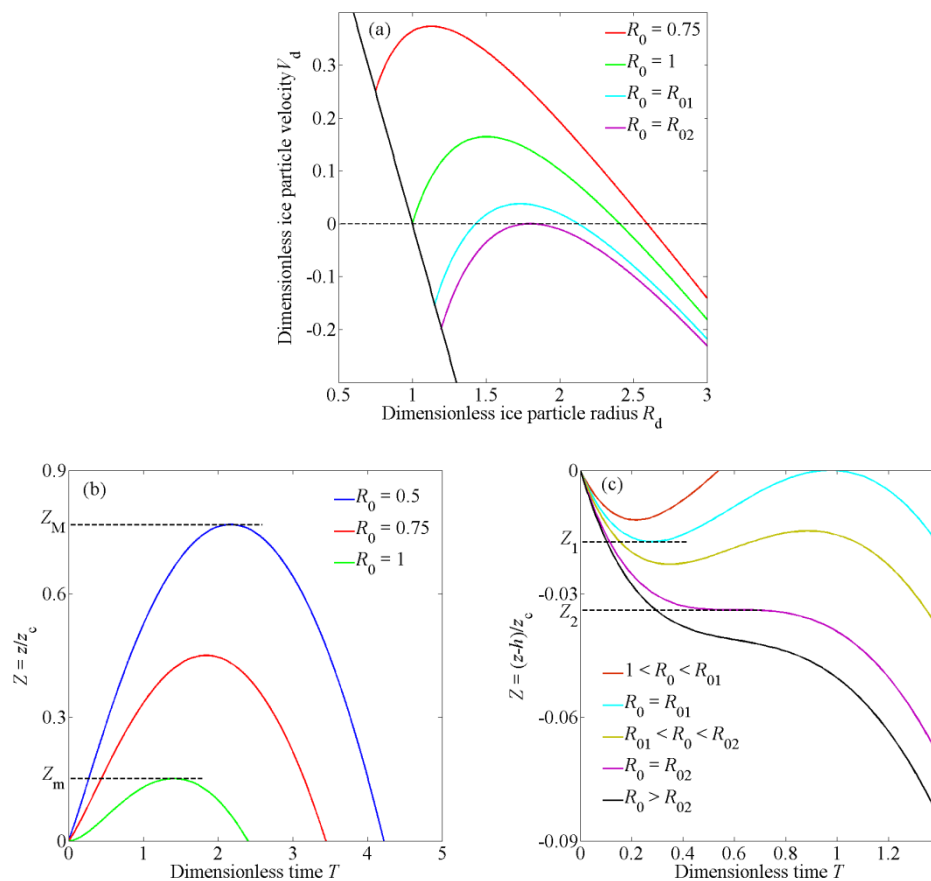 (a)
R0 = 0.75
R0 = 1
R0 = R01
R0 = R02
Dimensionless ice particle velocity Vd
0.3
0.2
0.1
0
-0.1
-0.2
0.5 1 1.5 2 2.5 3
Dimensionless ice particle radius Rd
(b)
R0 = 0.5
R0 = 0.75
R0 = 1
Z = z/zc
0.9
ZM
0.6
0.3
Zm
0
0 1 2 3 4 5
Dimensionless time T
(c)
Z = (z-h)/zc
0
Z1
-0.03
Z2
-0.06
-0.09
1 < R0 < R01
R0 = R01
R01 < R0 < R02
R0 = R02
R0 > R02
0 0.2 0.4 0.6 0.8 1 1.2
Dimensionless time T